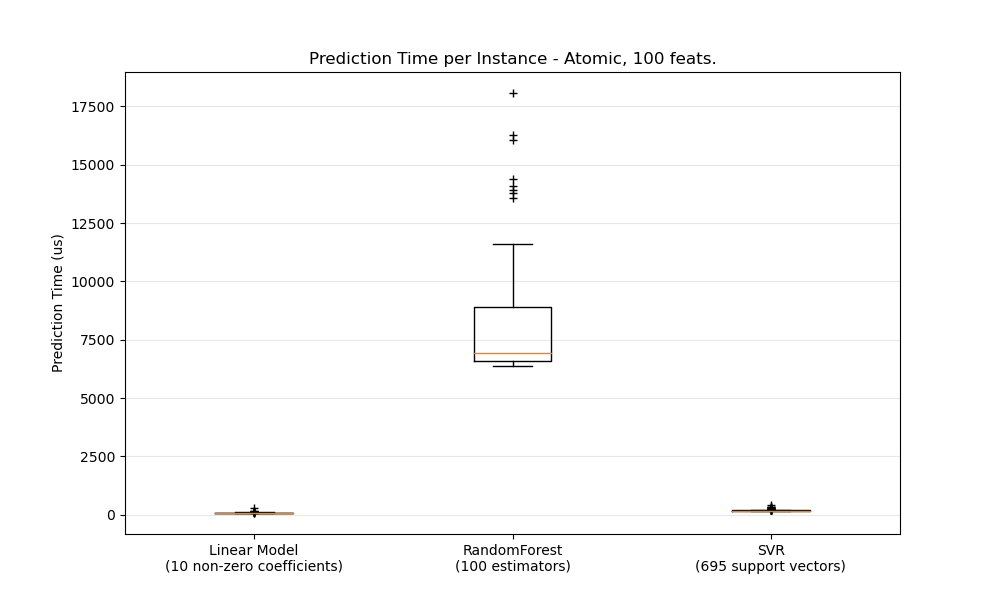 Prediction Time per Instance - Atomic, 100 feats.
Prediction Time (us)
17500
15000
12500
10000
7500
5000
2500
0
Linear Model
(10 non-zero coefficients)
RandomForest
(100 estimators)
SVR
(695 support vectors)